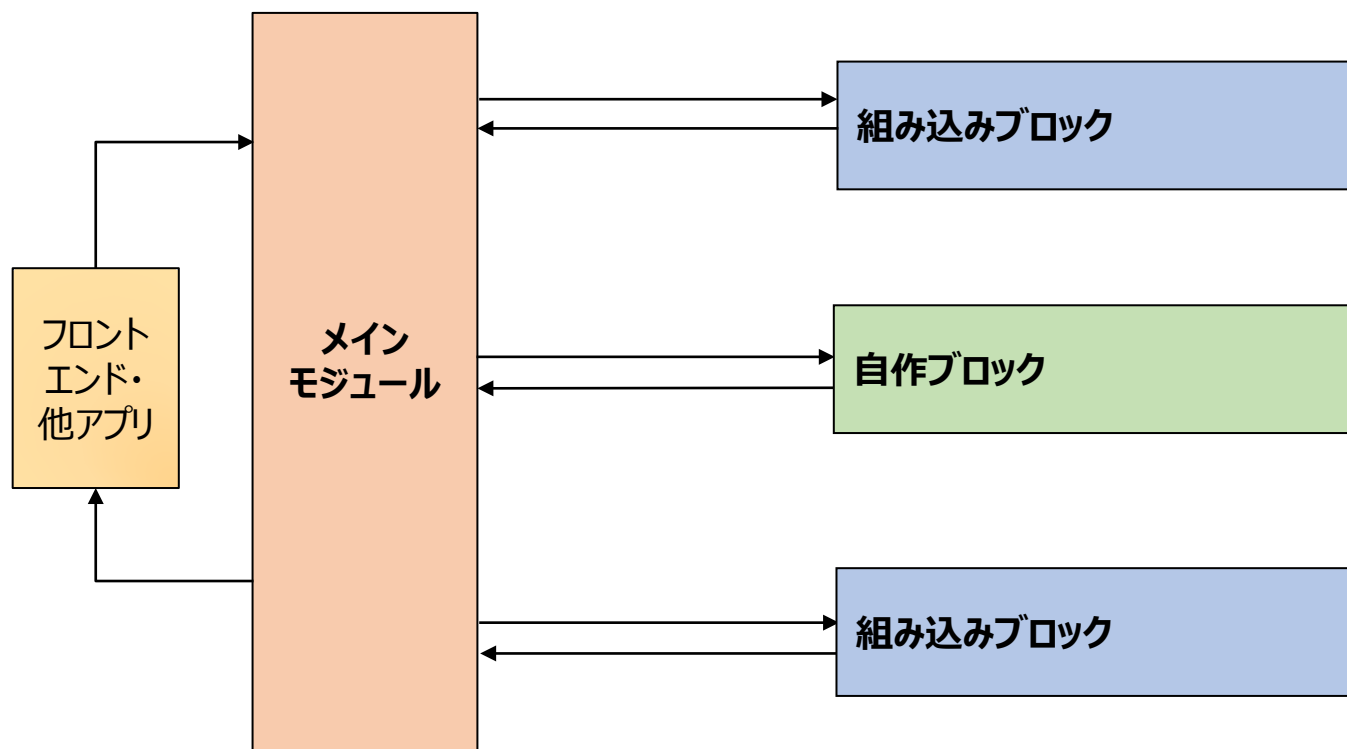 組み込みブロック
フロント
エンド・
他アプリ
メイン
モジュール
自作ブロック
組み込みブロック